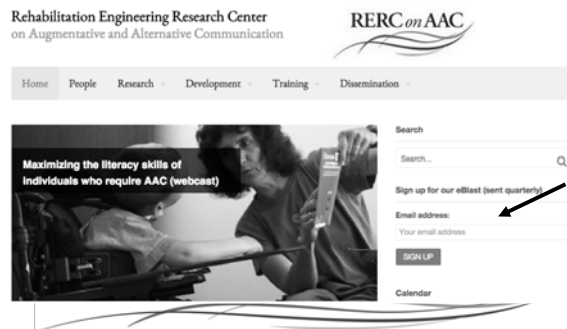 Rehabilitation Engineering Research Center
on Augmentative and Alternative Communication
RERC on AAC
Home People Research Development Training Dissemination
Maximizing the literacy skills of
individuals who require AAC (webcast)
Search
Search...
Sign up for our eBlast (sent quarterly)
Email address:
Your email address
SIGN UP
Calendar